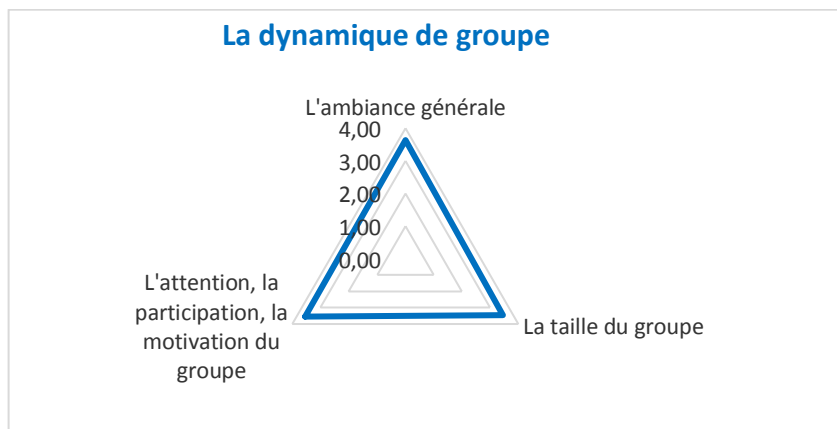 La dynamique de groupe
L'ambiance générale
4,00
3,00
2,00
1,00
0,00
L'attention, la
participation, la
motivation du
groupe
La taille du groupe